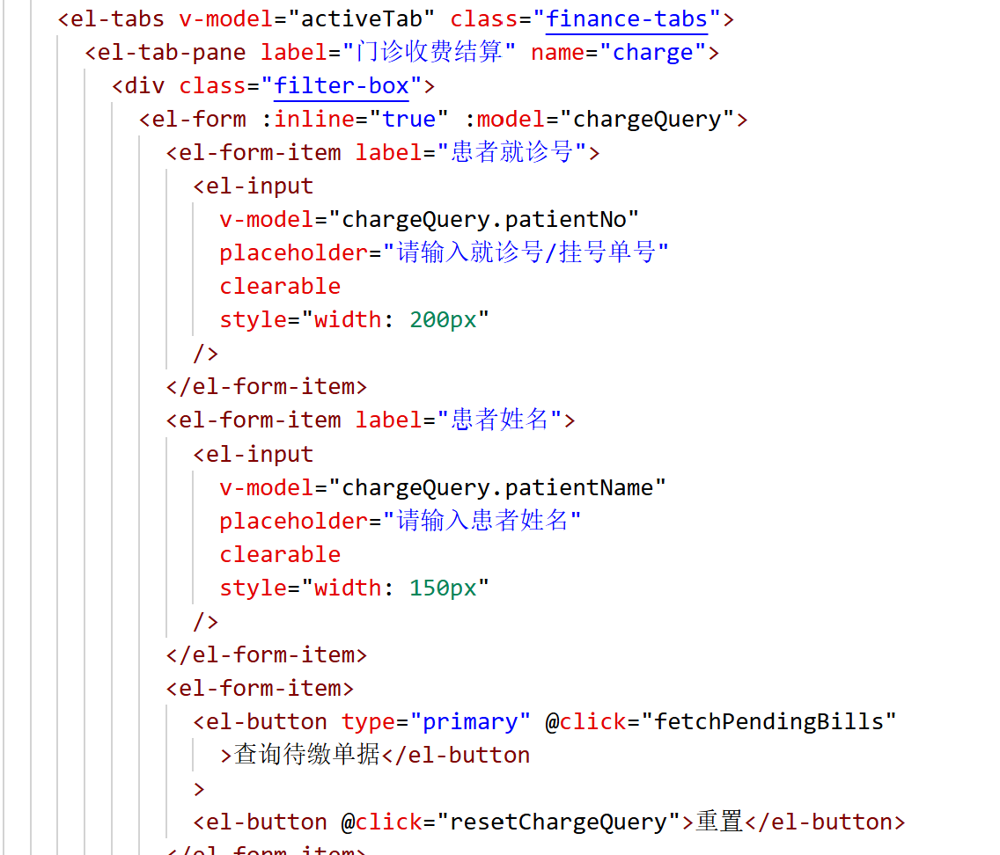 <el-tabs v-model="activeTab" class="finance-tabs">
<el-tab-pane label="门诊收费结算" name="charge">
<div class="filter-box">
<el-form :inline="true" :model="chargeQuery">
<el-form-item label="患者就诊号">
<el-input
v-model="chargeQuery.patientNo"
placeholder="请输入就诊号/挂号单号"
clearable
style="width: 200px"
/>
</el-form-item>
<el-form-item label="患者姓名">
<el-input
v-model="chargeQuery.patientName"
placeholder="请输入患者姓名"
clearable
style="width: 150px"
/>
</el-form-item>
<el-form-item>
<el-button type="primary" @click="fetchPendingBills"
>查询待缴单据</el-button
>
<el-button @click="resetChargeQuery">重置</el-button>
</el-form-item>